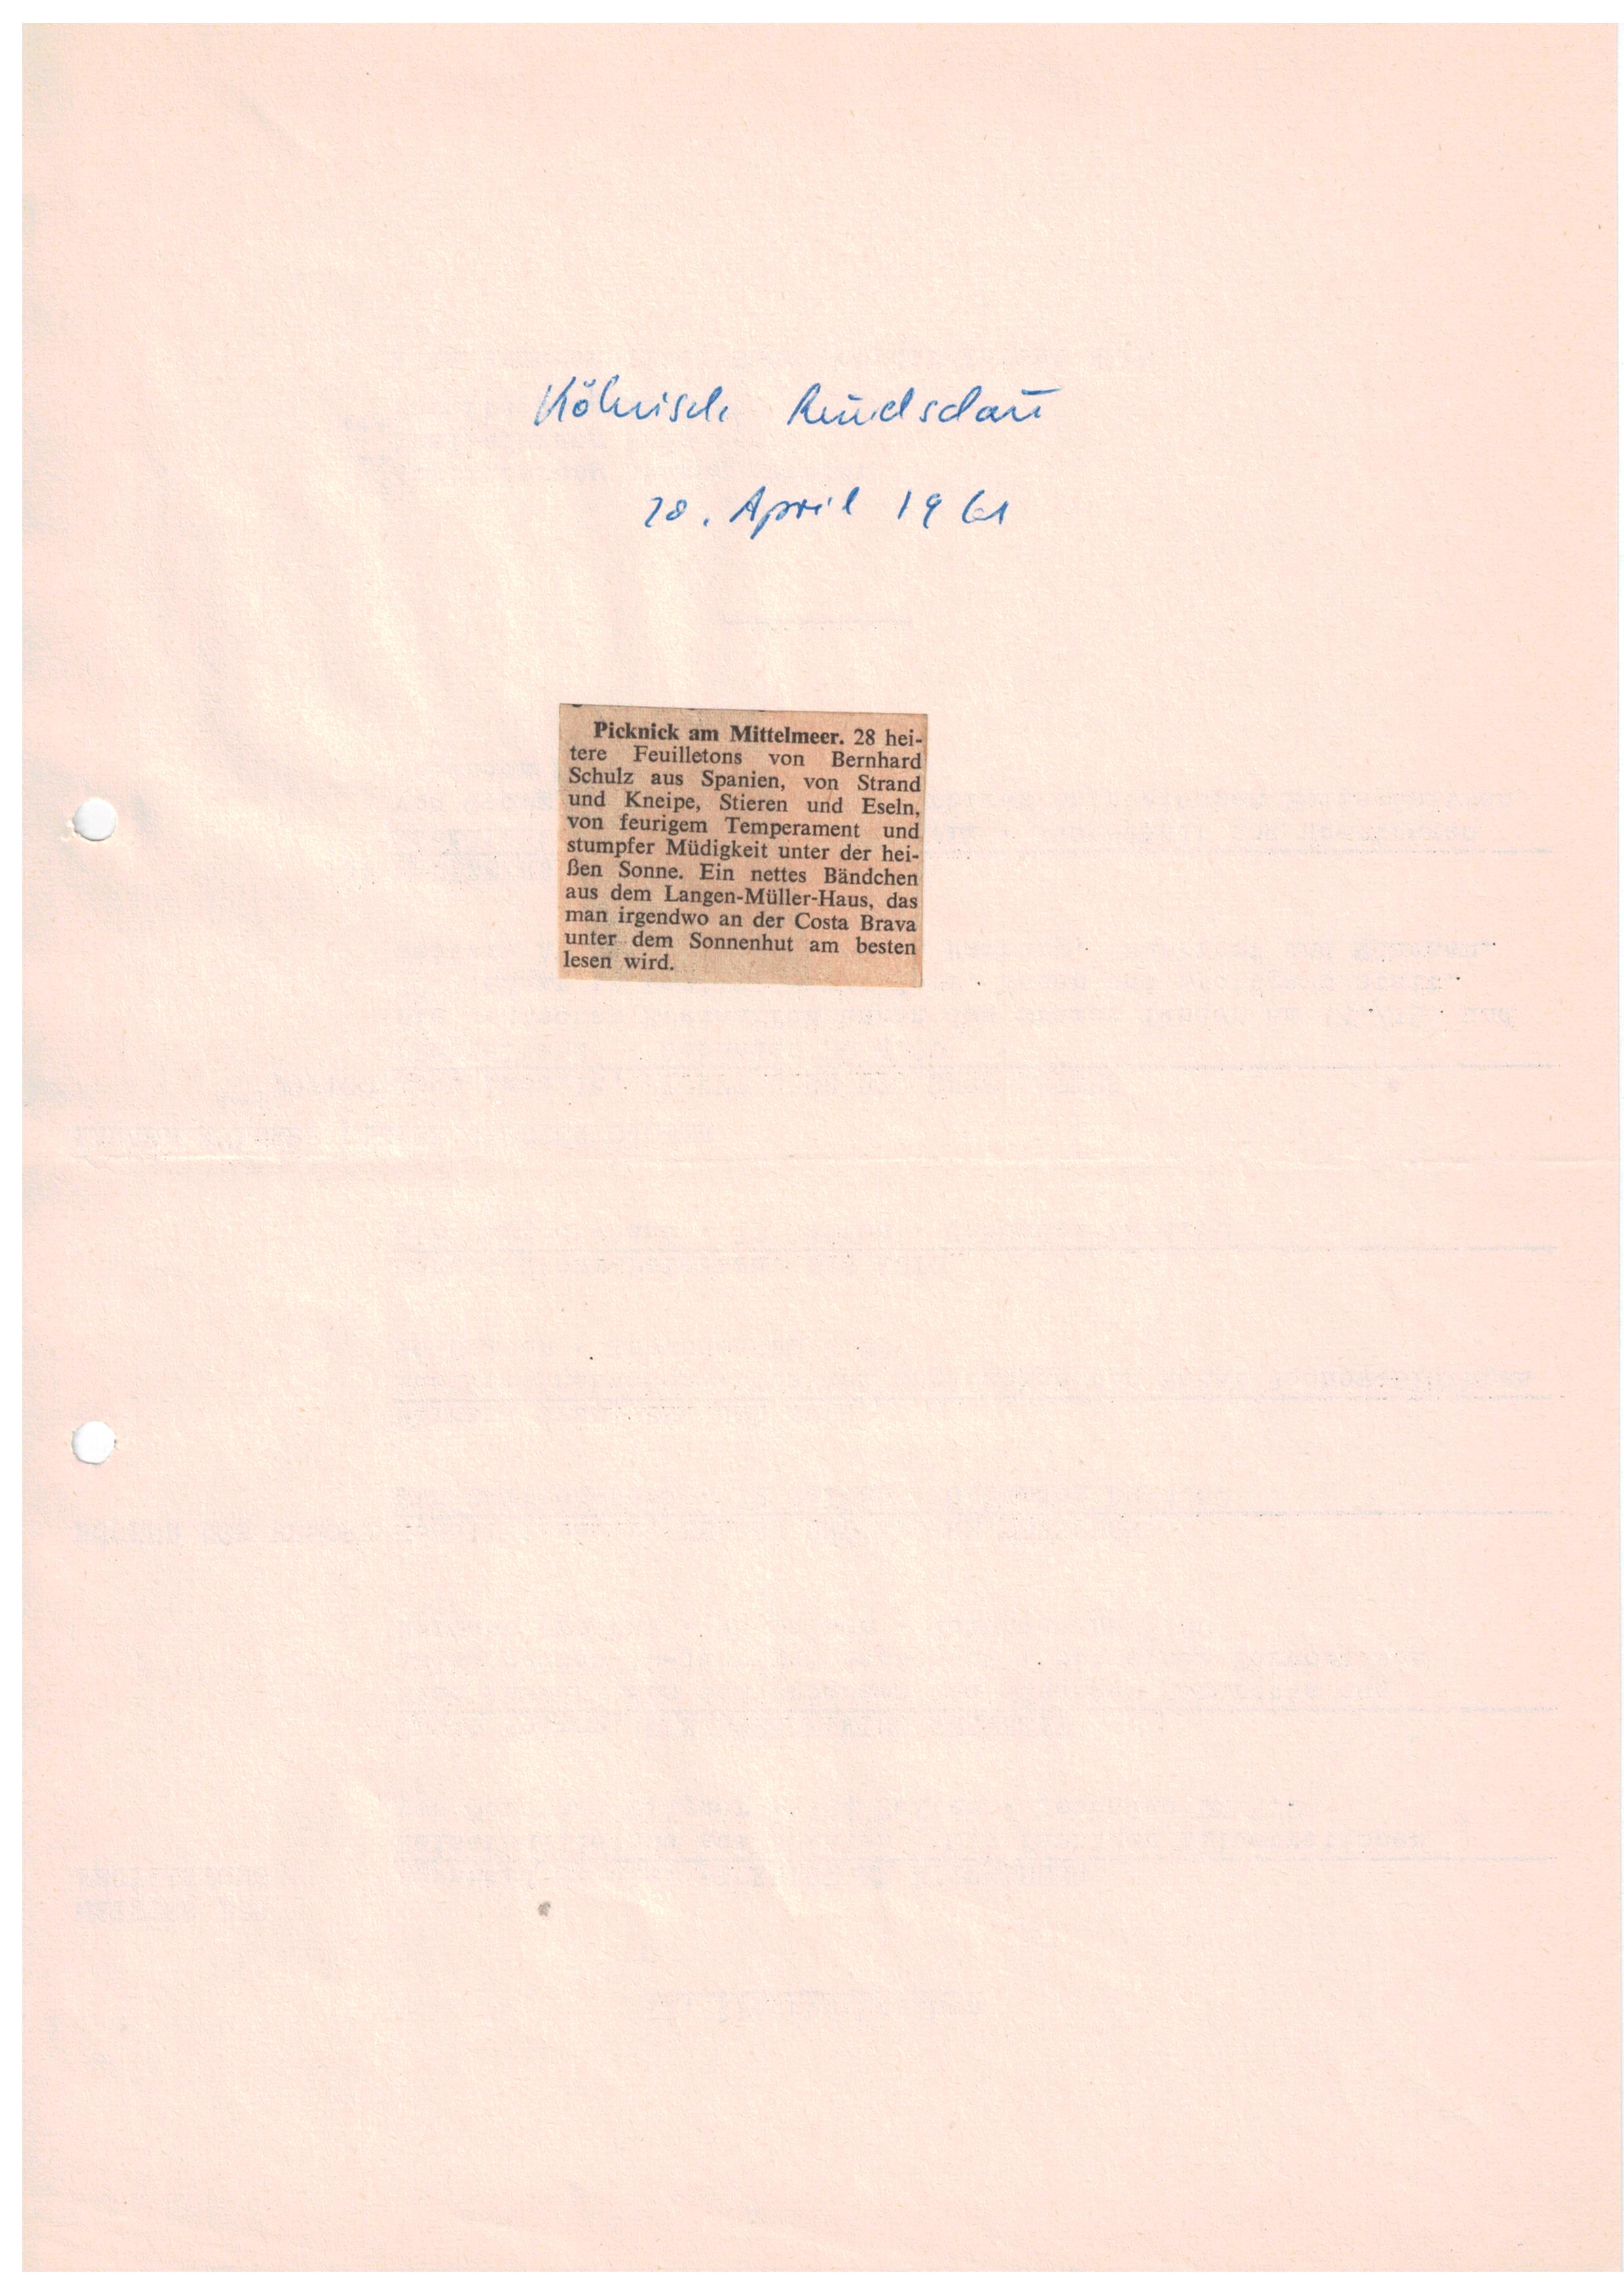 Kölnische Rundschau
20. April 1961
Picknick am Mittelmeer. 28 hei-
tere Feuilletons von Bernhard
Schulz aus Spanien, von Strand
und Kneipe, Stieren und Eseln,
von feurigem Temperament und
stumpfer Müdigkeit unter der hei-
ßen Sonne. Ein nettes Bändchen
aus dem Langen-Müller-Haus, das
man irgendwo an der Costa Brava
unter dem Sonnenhut am besten
lesen wird.